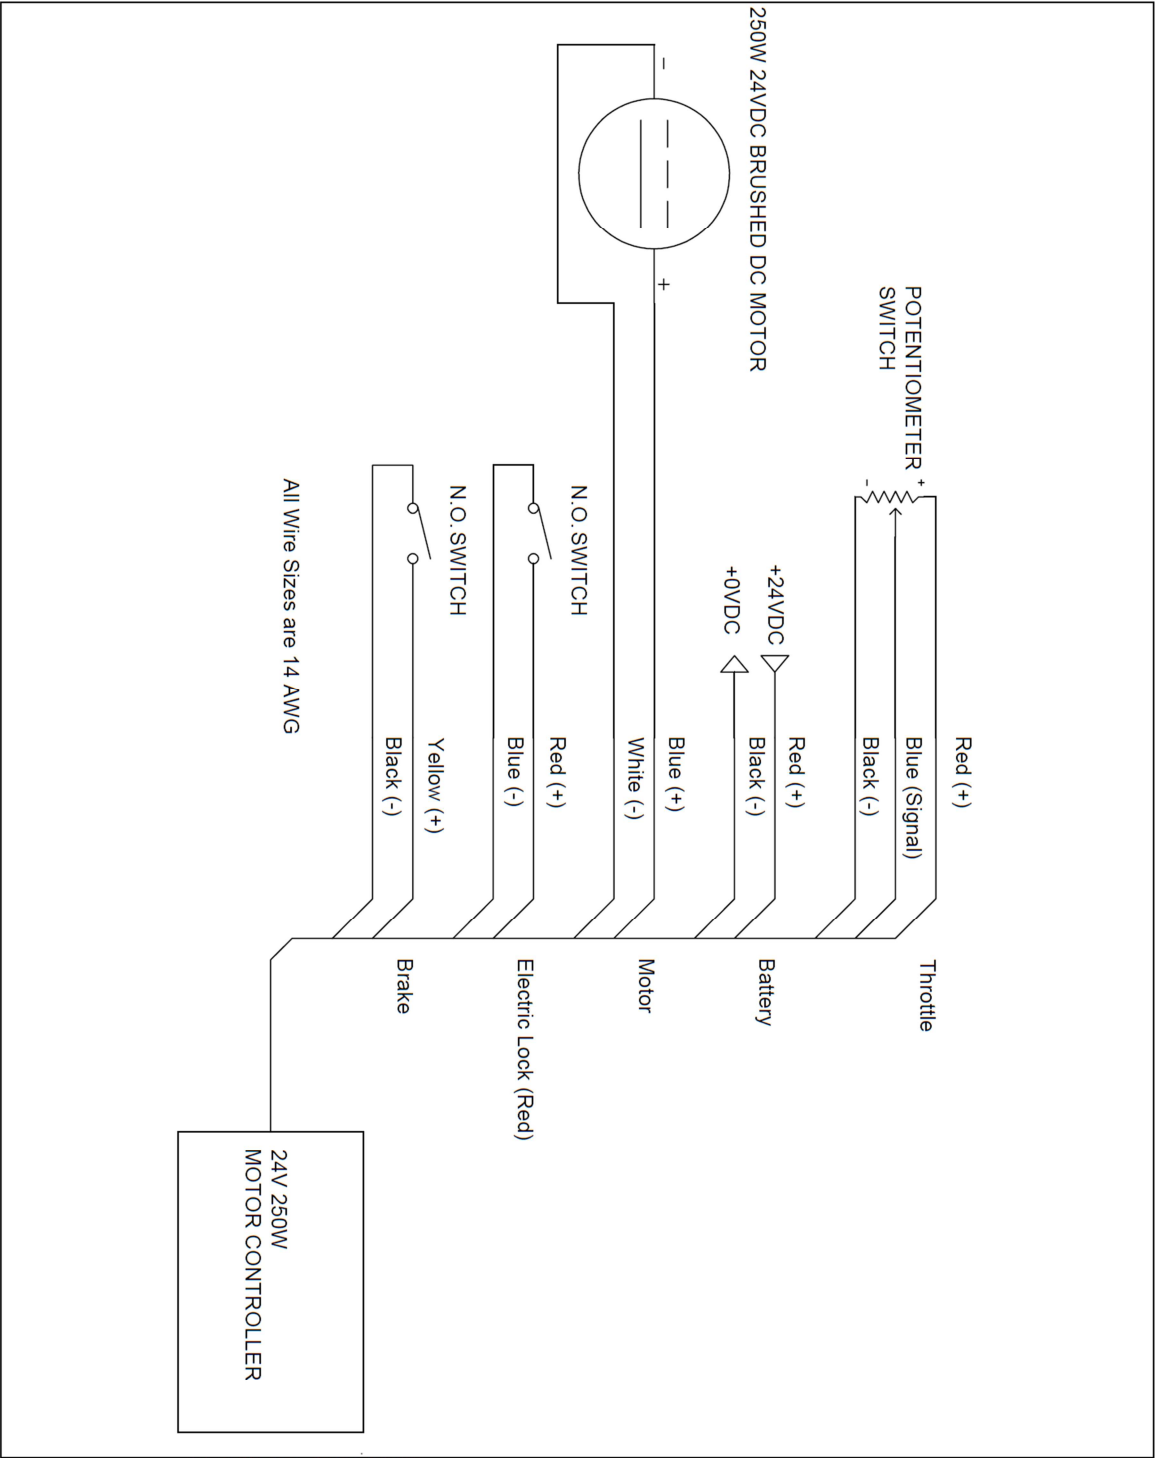 Throttle
Red (+)
Blue (Signal)
Black (-)
+
-
POTENTIOMETER
SWITCH
Battery
Red (+)
Black (-)
+24VDC
+0VDC
250W 24VDC BRUSHED DC MOTOR
-
+
Motor
Blue (+)
White (-)
N.O. SWITCH
Electric Lock (Red)
Red (+)
Blue (-)
N.O. SWITCH
Brake
Yellow (+)
Black (-)
All Wire Sizes are 14 AWG
24V 250W
MOTOR CONTROLLER